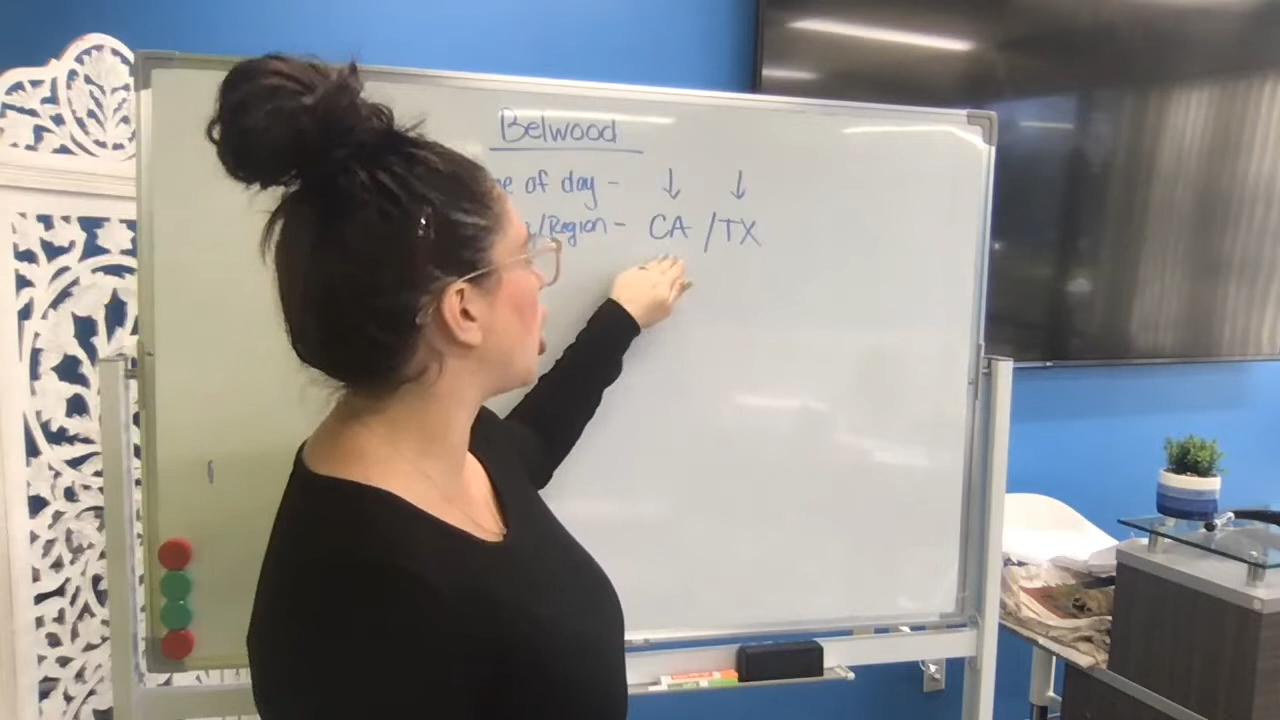 Belwood
of day - ↓ ↓
/Region - CA / TX